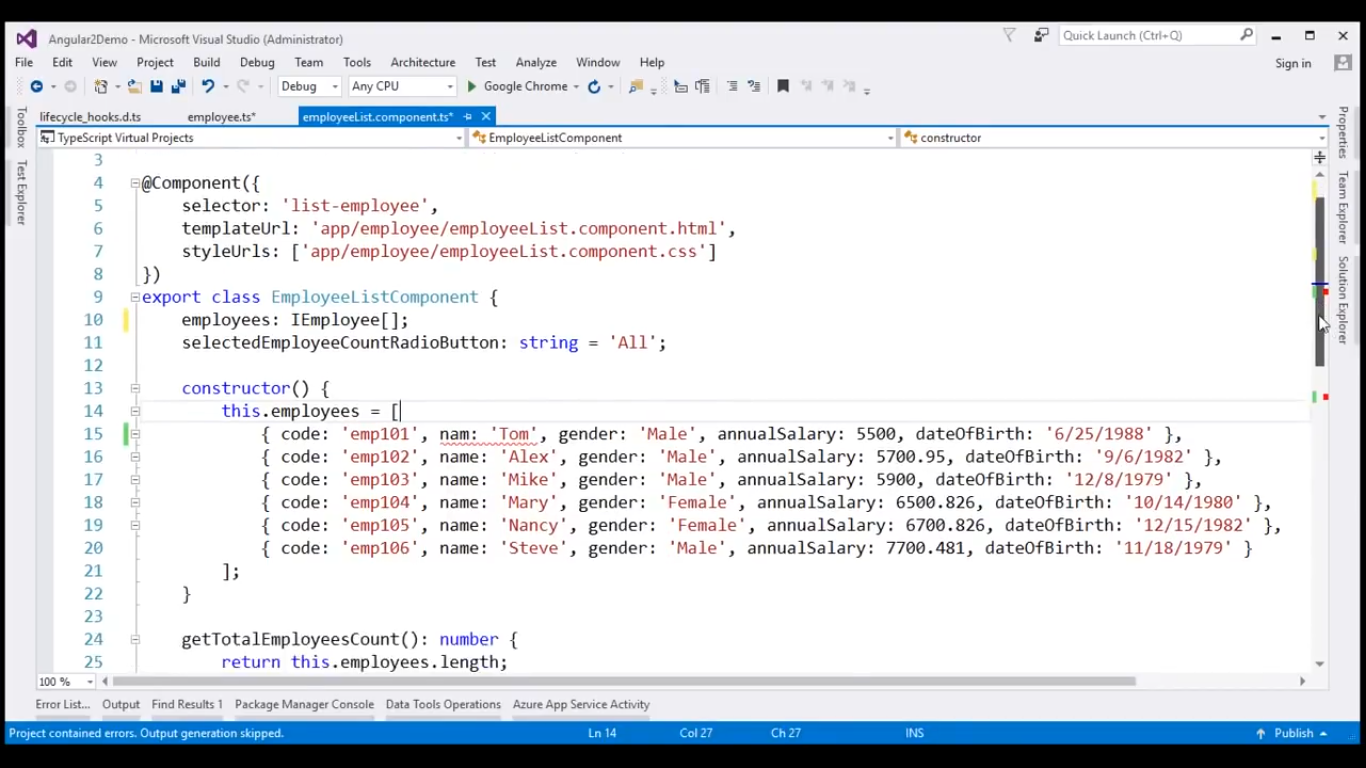 Angular2Demo - Microsoft Visual Studio (Administrator)
Quick Launch (Ctrl+Q)
File Edit View Project Build Debug Team Tools Architecture Test Analyze Window Help
Sign in
Debug Any CPU Google Chrome
lifecycle_hooks.d.ts employee.ts* employeeList.component.ts*
TypeScript Virtual Projects EmployeeListComponent constructor
Toolbox
Test Explorer
Properties
Team Explorer
Solution Explorer
3
4 @Component({
5 selector: 'list-employee',
6 templateUrl: 'app/employee/employeeList.component.html',
7 styleUrls: ['app/employee/employeeList.component.css']
8 })
9 export class EmployeeListComponent {
10 employees: IEmployee[];
11 selectedEmployeeCountRadioButton: string = 'All';
12
13 constructor() {
14 this.employees = [
15 { code: 'emp101', nam: 'Tom', gender: 'Male', annualSalary: 5500, dateOfBirth: '6/25/1988' },
16 { code: 'emp102', name: 'Alex', gender: 'Male', annualSalary: 5700.95, dateOfBirth: '9/6/1982' },
17 { code: 'emp103', name: 'Mike', gender: 'Male', annualSalary: 5900, dateOfBirth: '12/8/1979' },
18 { code: 'emp104', name: 'Mary', gender: 'Female', annualSalary: 6500.826, dateOfBirth: '10/14/1980' },
19 { code: 'emp105', name: 'Nancy', gender: 'Female', annualSalary: 6700.826, dateOfBirth: '12/15/1982' },
20 { code: 'emp106', name: 'Steve', gender: 'Male', annualSalary: 7700.481, dateOfBirth: '11/18/1979' }
21 ];
22 }
23
24 getTotalEmployeesCount(): number {
25 return this.employees.length;
100 %
Error List... Output Find Results 1 Package Manager Console Data Tools Operations Azure App Service Activity
Project contained errors. Output generation skipped. Ln 14 Col 27 Ch 27 INS Publish